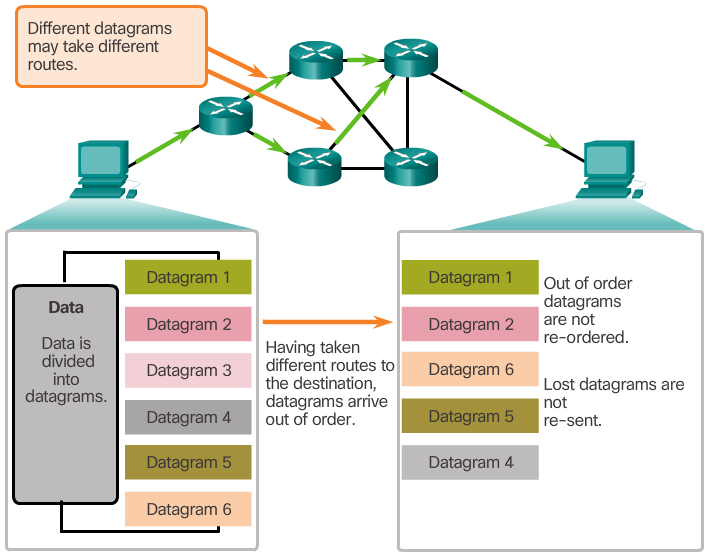 Different datagrams
may take different
routes.
Data
Data is
divided
into
datagrams.
Datagram 1
Datagram 2
Datagram 3
Datagram 4
Datagram 5
Datagram 6
Having taken
different routes to
the destination,
datagrams arrive
out of order.
Datagram 1
Datagram 2
Datagram 6
Datagram 5
Datagram 4
Out of order
datagrams
are not
re-ordered.
Lost datagrams are
not
re-sent.